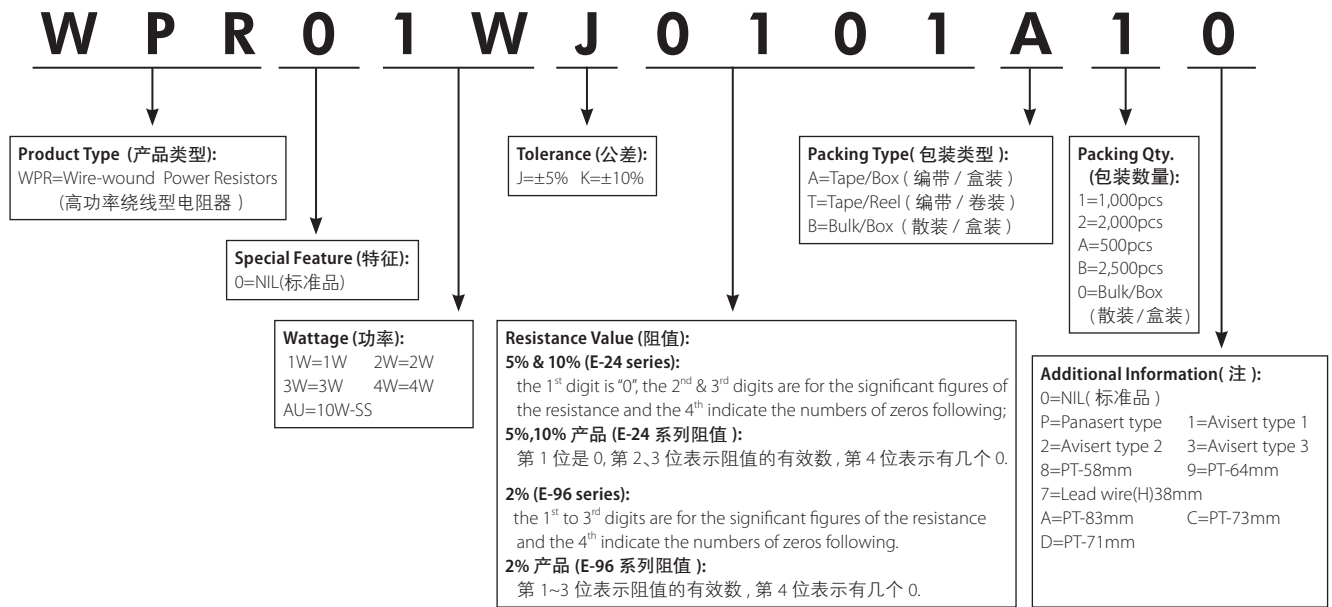 W P R 0 1 W J 0 1 0 1 A 1 0
Product Type (产品类型):
WPR=Wire-wound Power Resistors
(高功率绕线型电阻器)
Special Feature (特征):
0=NIL(标准品)
Wattage (功率):
1W=1W 2W=2W
3W=3W 4W=4W
AU=10W-SS
Tolerance (公差):
J=±5% K=±10%
Resistance Value (阻值):
5% & 10% (E-24 series):
the 1st digit is “0”, the 2nd & 3rd digits are for the significant figures of
the resistance and the 4th indicate the numbers of zeros following;
5%,10% 产品 (E-24 系列阻值 ):
第 1 位是 0, 第 2、3 位表示阻值的有效数 , 第 4 位表示有几个 0.
2% (E-96 series):
the 1st to 3rd digits are for the significant figures of the resistance
and the 4th indicate the numbers of zeros following.
2% 产品 (E-96 系列阻值 ):
第 1~3 位表示阻值的有效数 , 第 4 位表示有几个 0.
Packing Type( 包装类型 ):
A=Tape/Box ( 编带 / 盒装 )
T=Tape/Reel ( 编带 / 卷装 )
B=Bulk/Box ( 散装 / 盒装 )
Packing Qty.
(包装数量):
1=1,000pcs
2=2,000pcs
A=500pcs
B=2,500pcs
0=Bulk/Box
(散装 / 盒装)
Additional Information( 注 ):
0=NIL( 标准品 )
P=Panasert type 1=Avisert type 1
2=Avisert type 2 3=Avisert type 3
8=PT-58mm 9=PT-64mm
7=Lead wire(H)38mm
A=PT-83mm C=PT-73mm
D=PT-71mm